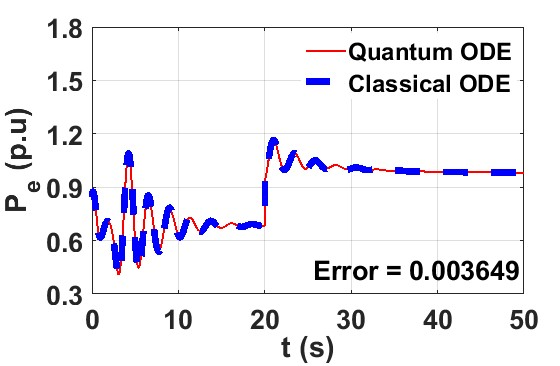 1.8
1.5
1.2
0.9
0.6
0.3
P_e (p.u)
Quantum ODE
Classical ODE
Error = 0.003649
0 10 20 30 40 50
t (s)